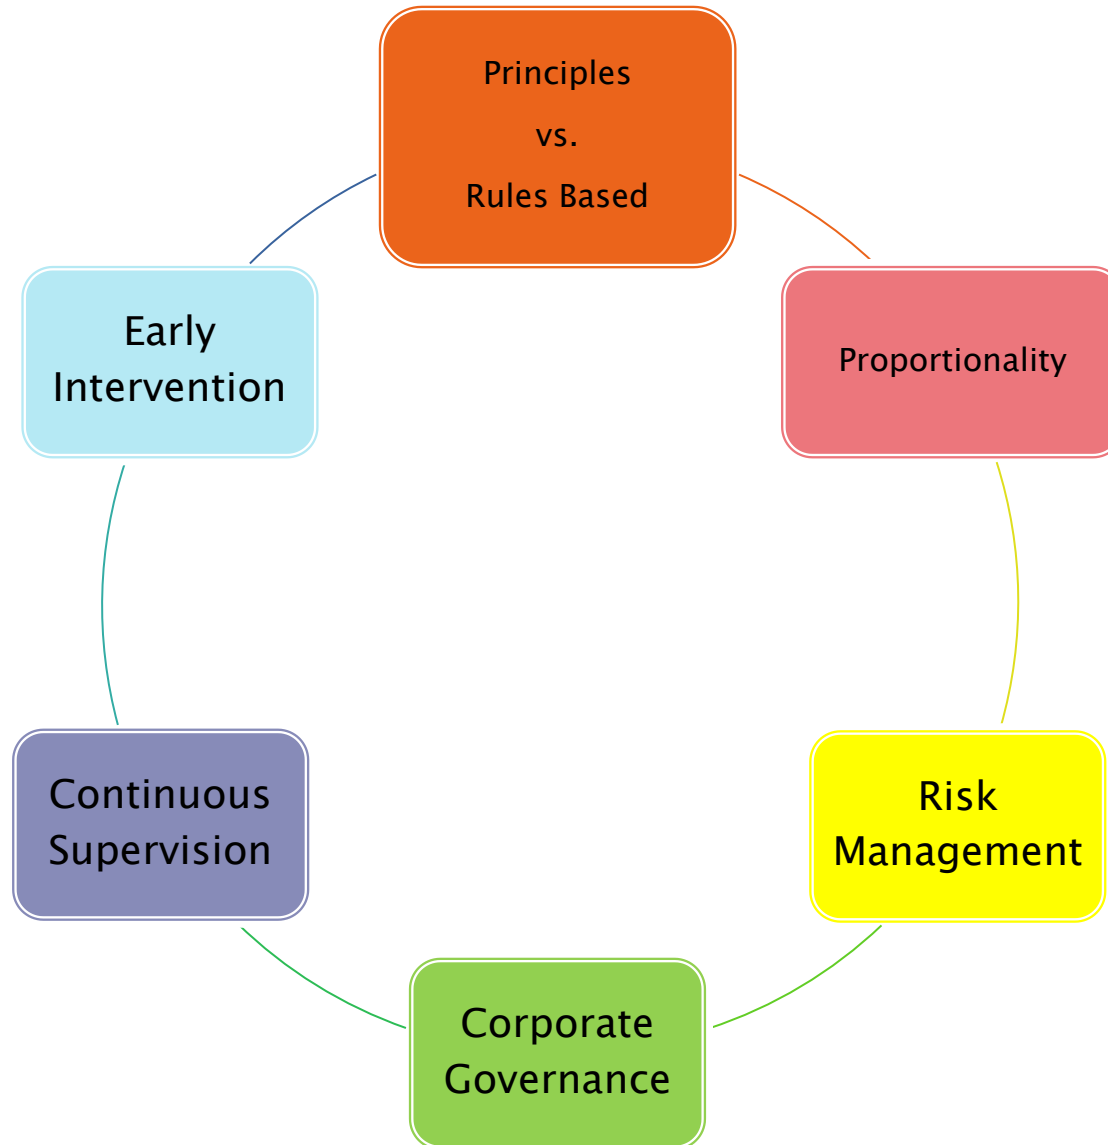 Principles
vs.
Rules Based
Proportionality
Risk
Management
Corporate
Governance
Continuous
Supervision
Early
Intervention